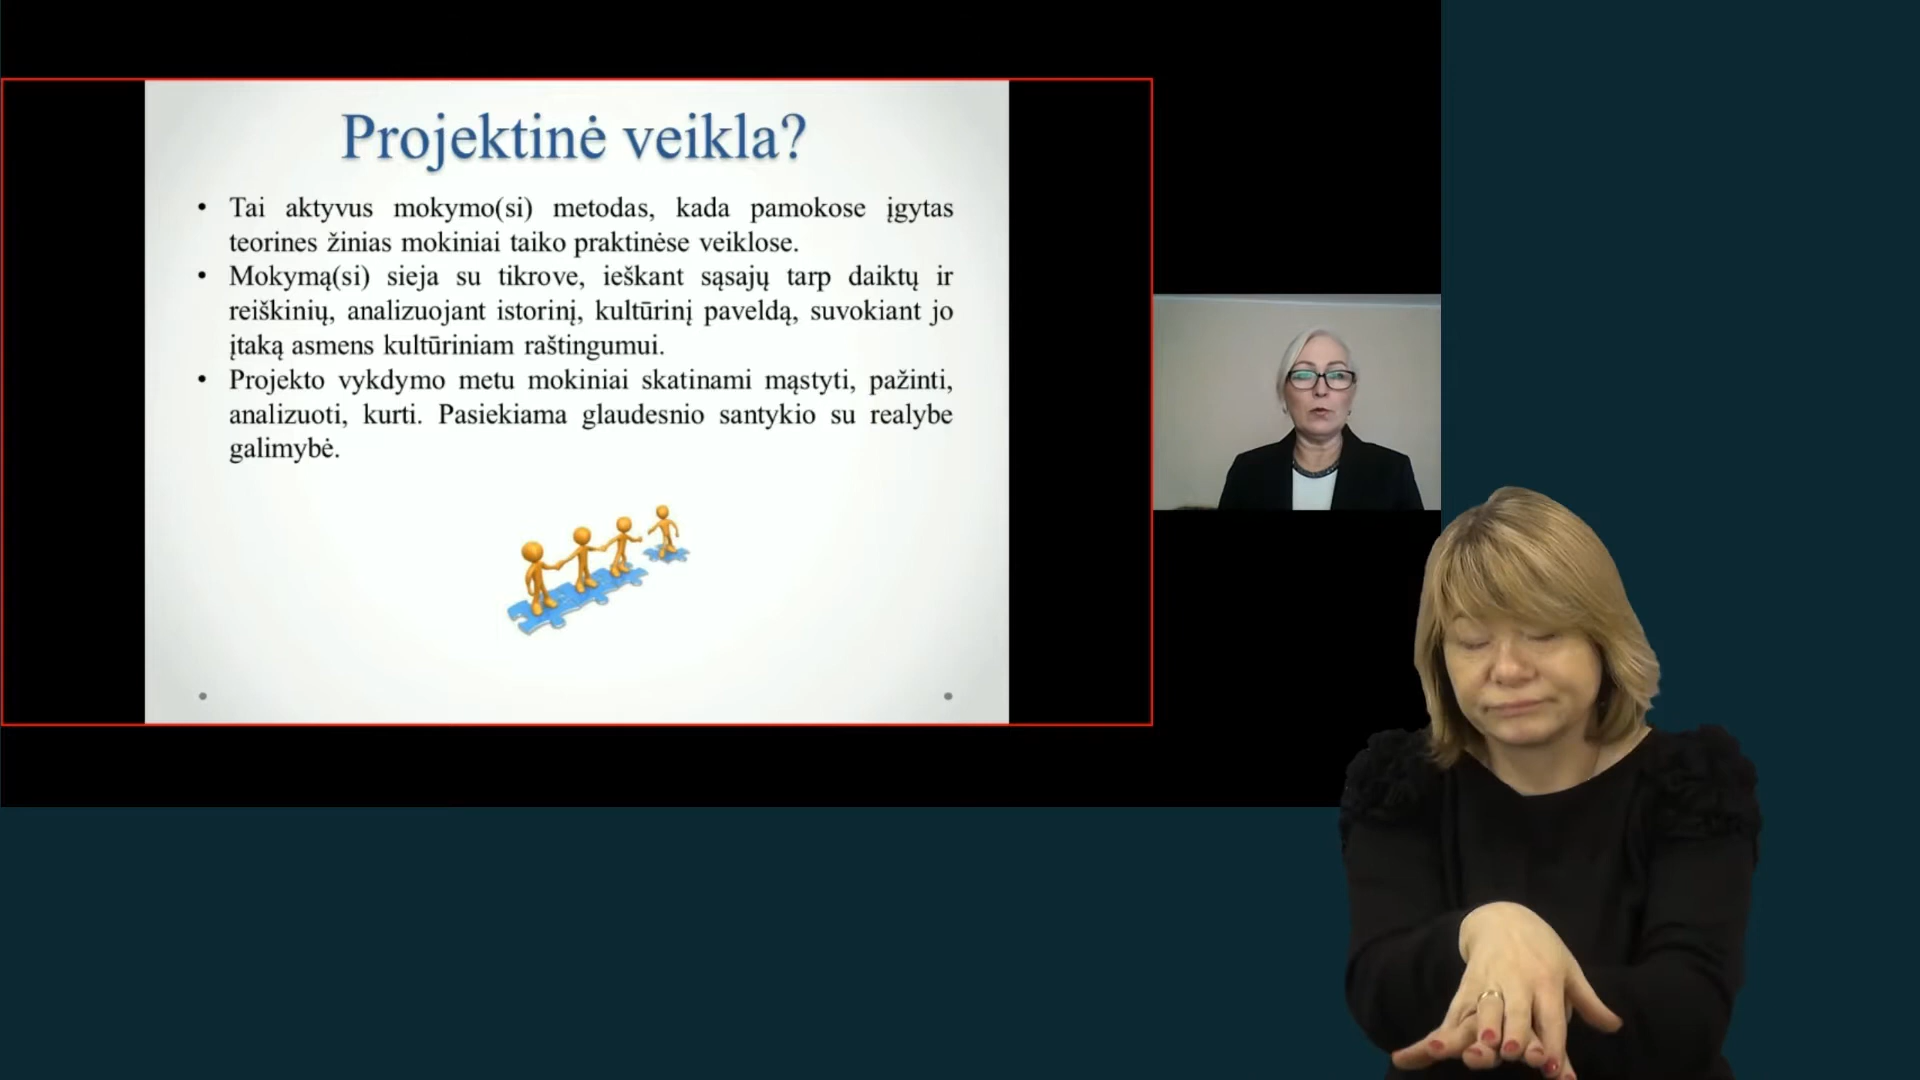 Projektinė veikla?
• Tai aktyvus mokymo(si) metodas, kada pamokose įgytas
teorines žinias mokiniai taiko praktinėse veiklose.
• Mokymą(si) sieja su tikrove, ieškant sąsajų tarp daiktų ir
reiškinių, analizuojant istorinį, kultūrinį paveldą, suvokiant jo
įtaką asmens kultūriniam raštingumui.
• Projekto vykdymo metu mokiniai skatinami mąstyti, pažinti,
analizuoti, kurti. Pasiekiama glaudesnio santykio su realybe
galimybė.